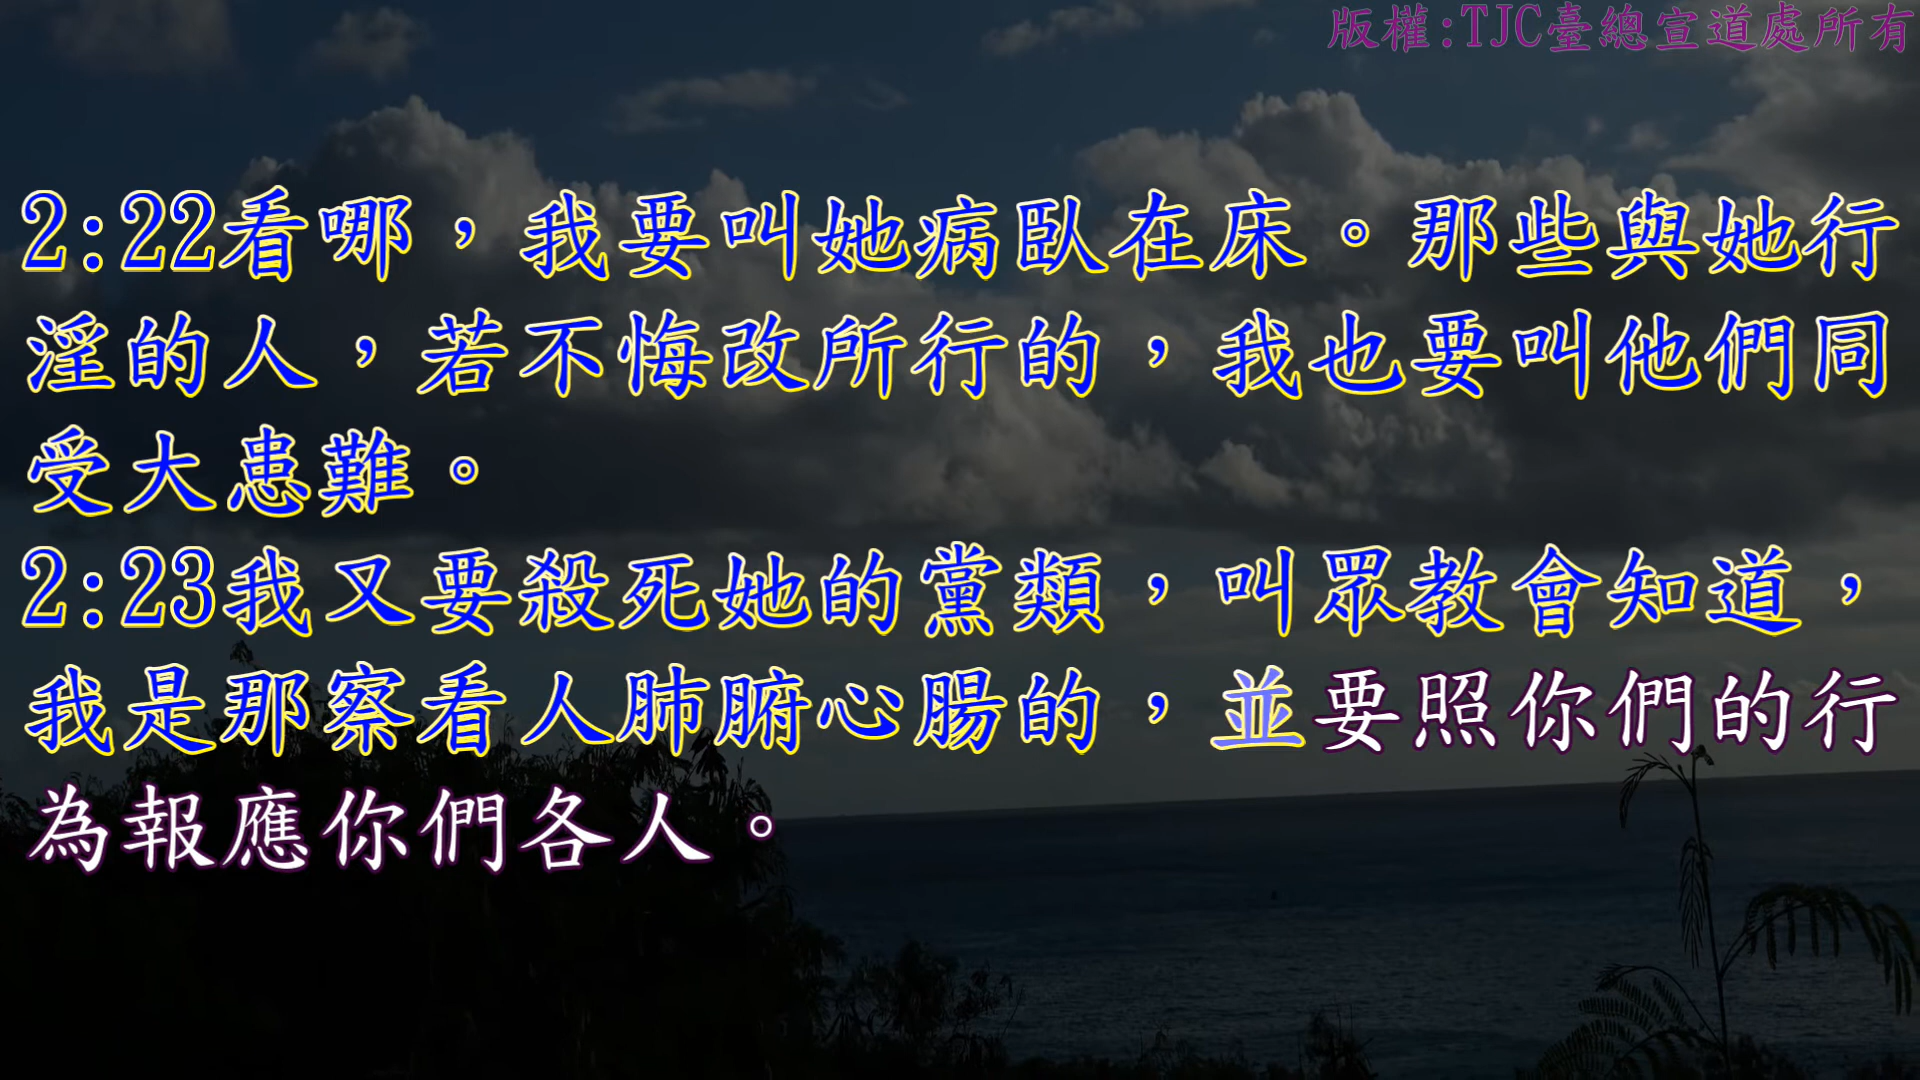 版權:TJC臺總宣道處所有
2:22看哪，我要叫她病臥在床。那些與她行
淫的人，若不悔改所行的，我也要叫他們同
受大患難。
2:23我又要殺死她的黨類，叫眾教會知道，
我是那察看人肺腑心腸的，並要照你們的行
為報應你們各人。